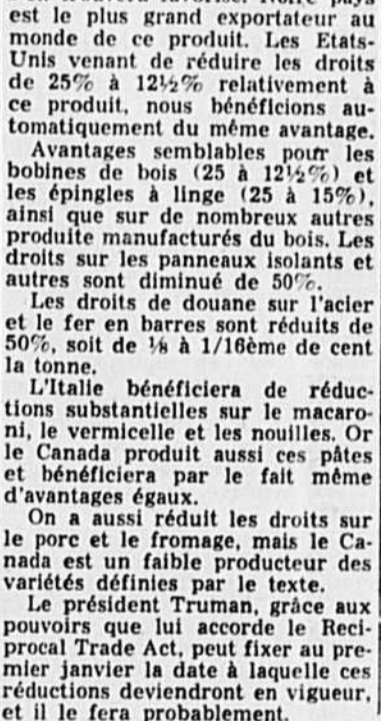 est le plus grand exportateur au
monde de ce produit. Les Etats-
Unis venant de réduire les droits
de 25% à 12½% relativement à
ce produit, nous bénéficions au-
tomatiquement du même avantage.
Avantages semblables pour les
bobines de bois (25 à 12½%) et
les épingles à linge (25 à 15%),
ainsi que sur de nombreux autres
produite manufacturés du bois. Les
droits sur les panneaux isolants et
autres sont diminué de 50%.
Les droits de douane sur l'acier
et le fer en barres sont réduits de
50%, soit de ⅛ à 1/16ème de cent
la tonne.
L'Italie bénéficiera de réduc-
tions substantielles sur le macaro-
ni, le vermicelle et les nouilles. Or
le Canada produit aussi ces pâtes
et bénéficiera par le fait même
d'avantages égaux.
On a aussi réduit les droits sur
le porc et le fromage, mais le Ca-
nada est un faible producteur des
variétés définies par le texte.
Le président Truman, grâce aux
pouvoirs que lui accorde le Reci-
procal Trade Act, peut fixer au pre-
mier janvier la date à laquelle ces
réductions deviendront en vigueur,
et il le fera probablement.